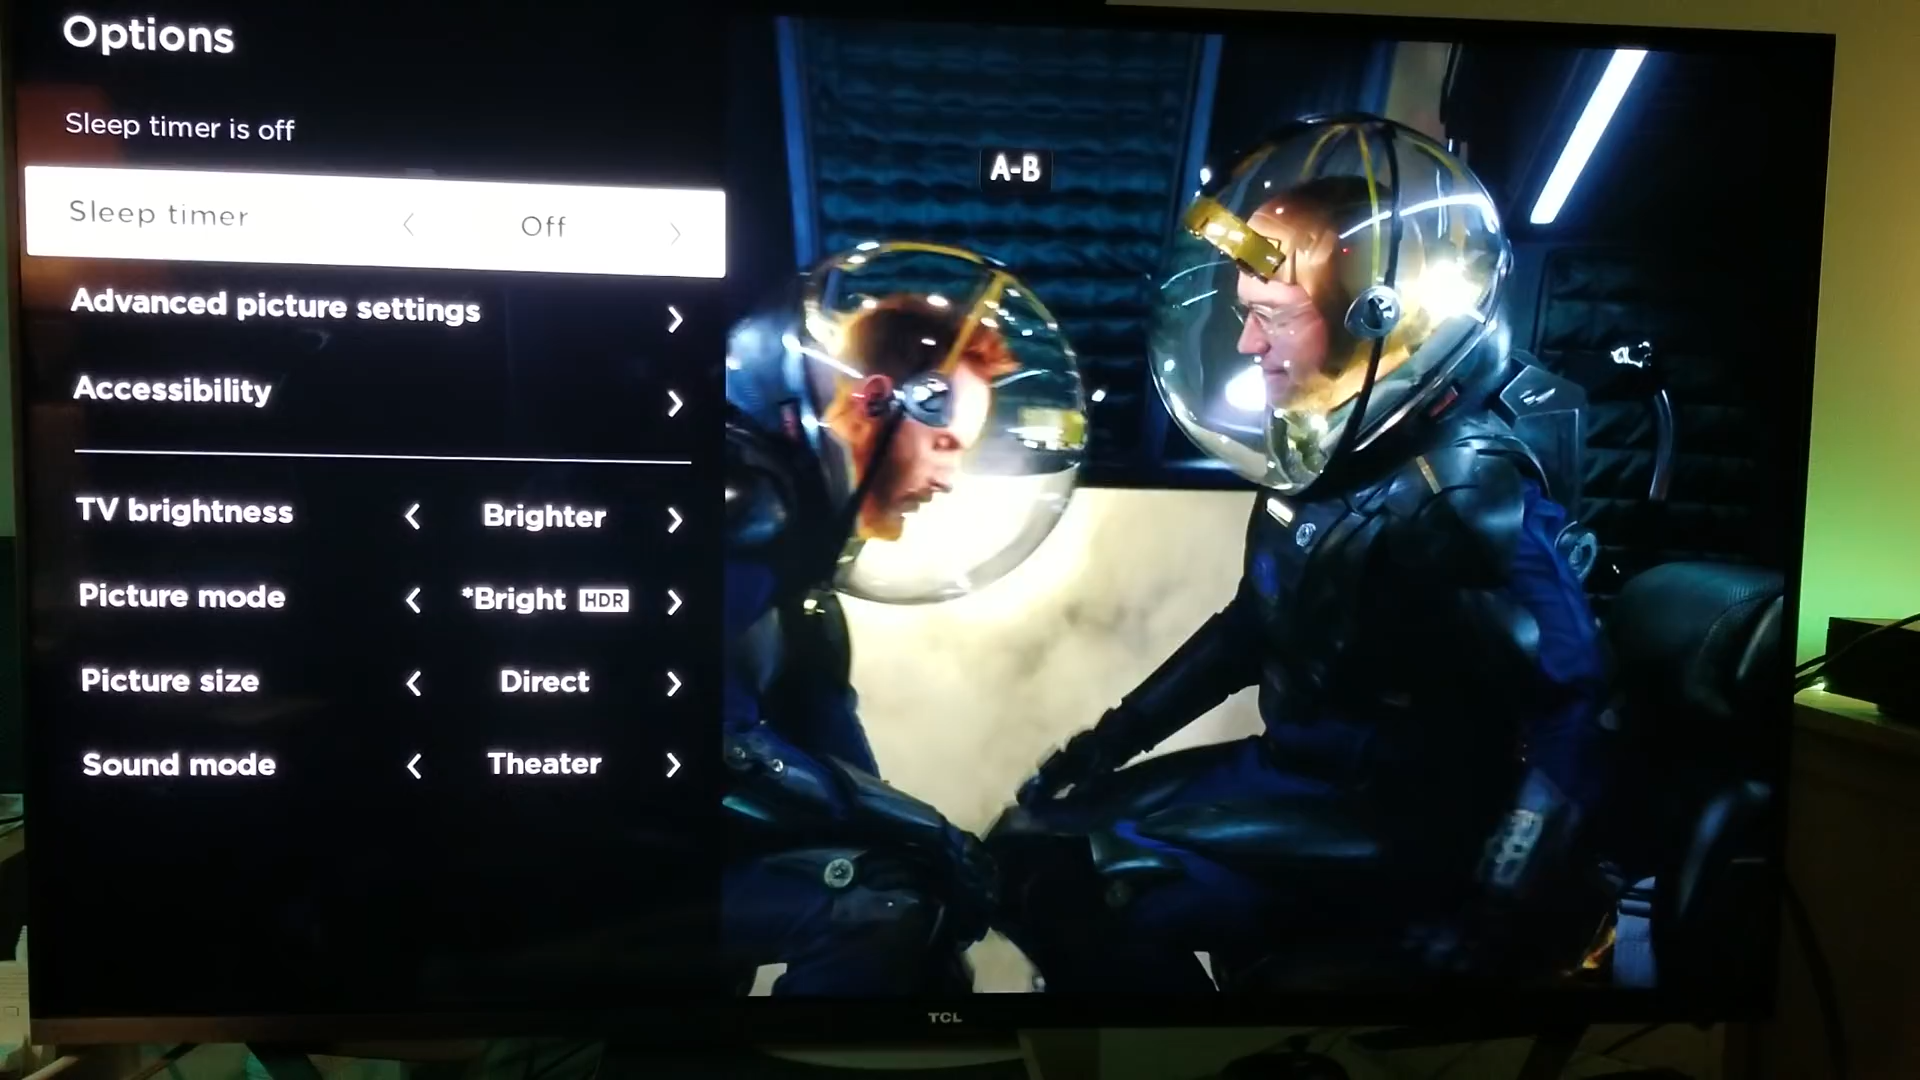 Options
Sleep timer is off
Sleep timer Off
Advanced picture settings
Accessibility
TV brightness Brighter
Picture mode *Bright HDR
Picture size Direct
Sound mode Theater
A-B
TCL